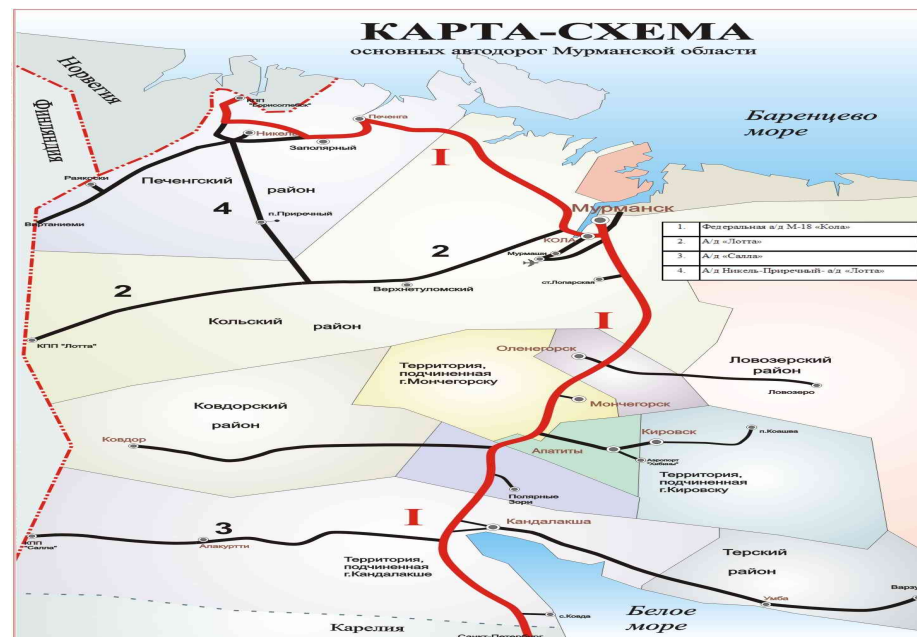 КАРТА-СХЕМА
основных автодорог Мурманской области
Норвегия
Финляндия
Баренцево
море
КПП
"Борисоглебск"
Никель
Заполярный
Печенга
I
Раякоски
Печенгский
район
Виртаниеми
4
п.Приречный
Мурманск
КОЛА
Мурмаши
2
Верхнетуломский
ст.Лопарская
1. Федеральная а/д М-18 «Кола»
2. А/д «Лотта»
3. А/д «Салла»
4. А/д Никель-Приречный- а/д «Лотта»
2
Кольский
район
I
КПП "Лотта"
Оленегорск
Ловозерский
район
Ловозеро
Территория,
подчиненная
г.Мончегорску
Мончегорск
Ковдорский
район
Ковдор
Апатиты
Кировск
п.Коашва
Аэропорт
"Хибины"
Территория,
подчиненная
г.Кировску
Полярные
Зори
I
Кандалакша
3
КПП
"Салла"
Алакуртти
Территория,
подчиненная
г.Кандалакше
Терский
район
Умба
Варзу
с.Ковда
Белое
море
Карелия
Санкт-Петербург